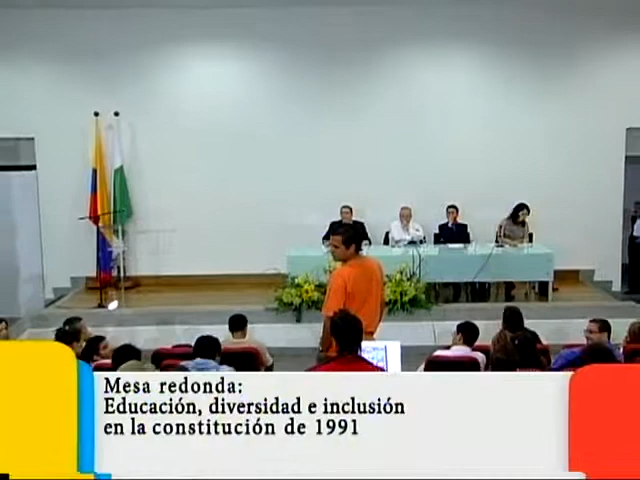 Mesa redonda:
Educación, diversidad e inclusión
en la constitución de 1991